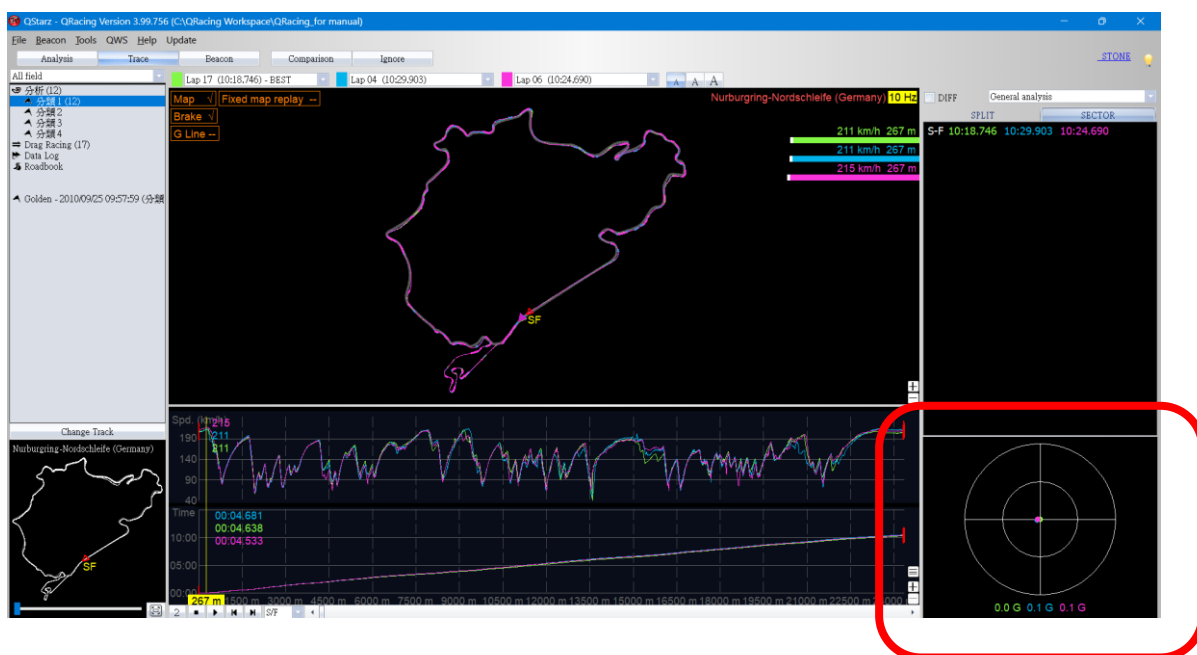 QStarz - QRacing Version 3.99.756 (C:\QRacing Workspace\QRacing_for manual)
File Beacon Tools QWS Help Update
Analysis Trace Beacon Comparison Ignore STONE
All field
分析 (12)
分類1 (12)
分類2
分類3
分類4
Drag Racing (17)
Data Log
Roadbook
Golden - 2010/09/25 09:57:59 (分類
Change Track
Nurburgring-Nordschleife (Germany)
SF
Lap 17 (10:18.746) - BEST Lap 04 (10:29.903) Lap 06 (10:24.690) A A A
Map √ Fixed map replay --
Brake √
G Line --
Nurburgring-Nordschleife (Germany) 10 Hz
211 km/h 267 m
211 km/h 267 m
215 km/h 267 m
SF
Spd. (km/h)
215
211
211
190
140
90
40
Time
00:04.681
00:04.638
00:04.533
10:00
05:00
00:00
267 m 1500 m 3000 m 4500 m 6000 m 7500 m 9000 m 10500 m 12000 m 13500 m 15000 m 16500 m 18000 m 19500 m 21000 m 22500 m
2 S/F
DIFF General analysis
SPLIT SECTOR
S-F 10:18.746 10:29.903 10:24.690
0.0 G 0.1 G 0.1 G